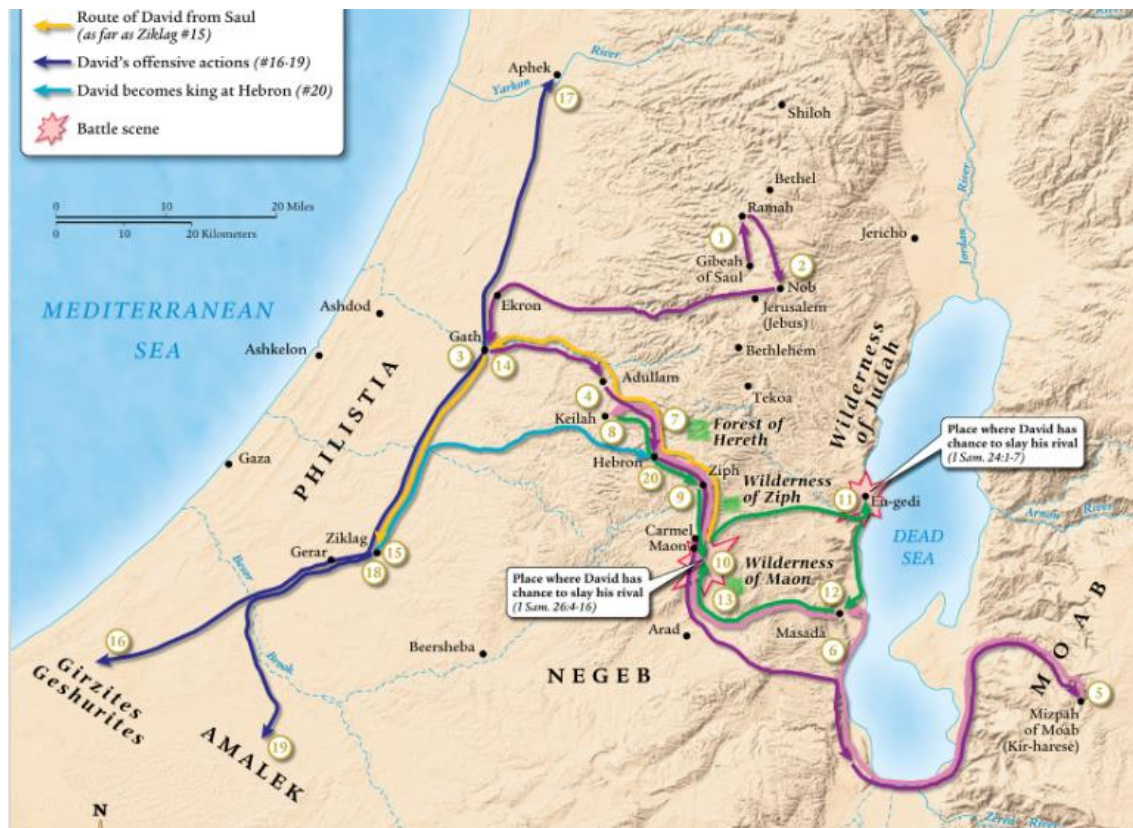 Route of David from Saul
(as far as Ziklag #15)
David's offensive actions (#16-19)
David becomes king at Hebron (#20)
Battle scene
0 20 Miles
0 10 20 Kilometers
MEDITERRANEAN
SEA
Aphek
Yarkon
River
17
Shiloh
Bethel
Ramah
1
2
Gibeah
of Saul
Nob
Jericho
Jordan
River
Ekron
Jerusalem
(Jebus)
Ashdod
Gath
3
14
Ashkelon
Bethlehem
Adullam
Tekoa
Wilderness
of Judah
4
Keilah
8
7
Forest of
Hereth
PHILISTIA
Gaza
Hebron
20
Ziph
9
Wilderness
of Ziph
Place where David has
chance to slay his rival
(I Sam. 24:1-7)
11
En-gedi
Arnon
River
DEAD
SEA
Carmel
Maon
10
Wilderness
of Maon
13
12
Masada
6
Ziklag
15
18
Gerar
Place where David has
chance to slay his rival
(I Sam. 26:4-16)
Besor
Brook
Beersheba
Arad
NEGEB
MOAB
5
Mizpah
of Moab
(Kir-harese)
16
Girzites
Geshurites
AMALEK
19
N
Zered River